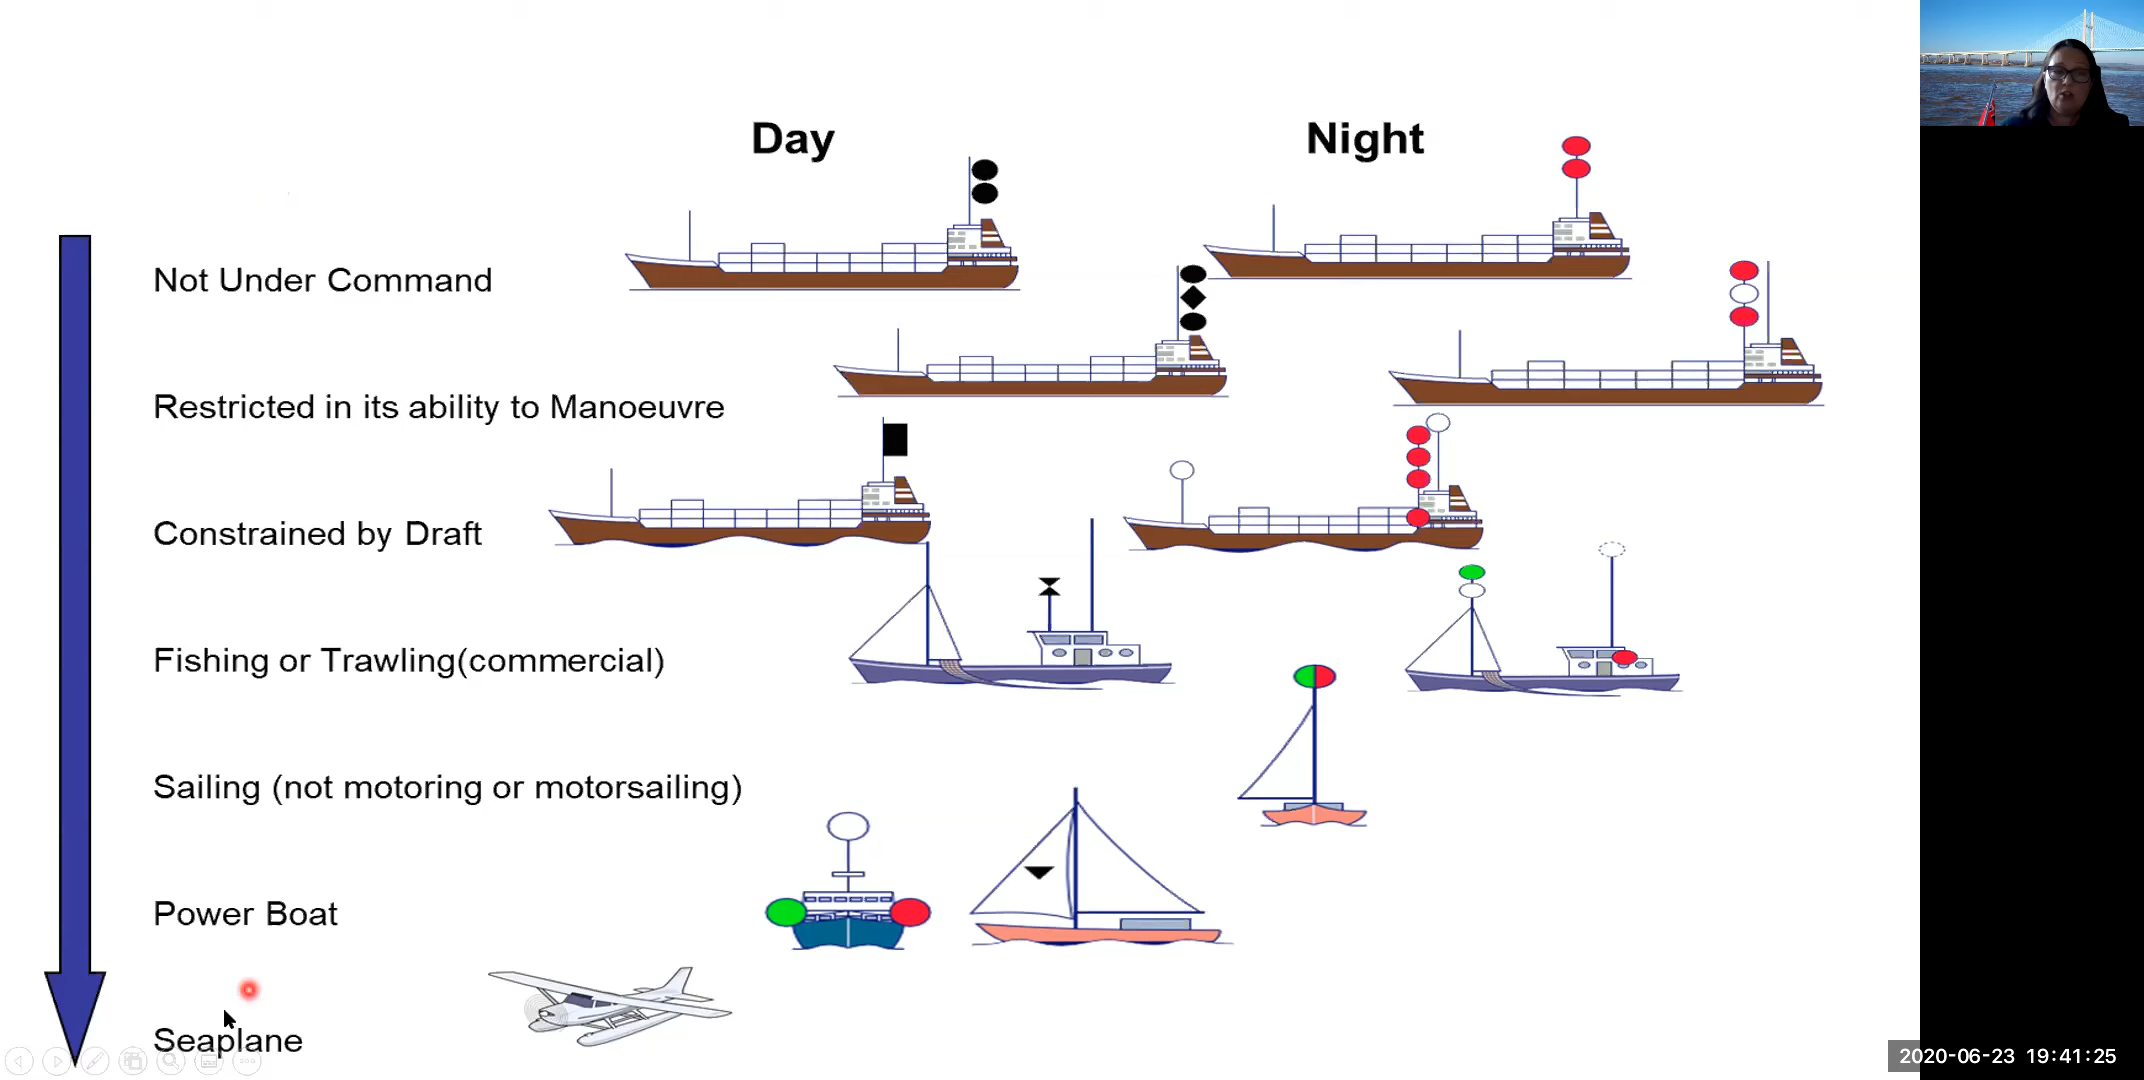 Day
Night
Not Under Command
Restricted in its ability to Manoeuvre
Constrained by Draft
Fishing or Trawling(commercial)
Sailing (not motoring or motorsailing)
Power Boat
Seaplane
2020-06-23 19:41:25